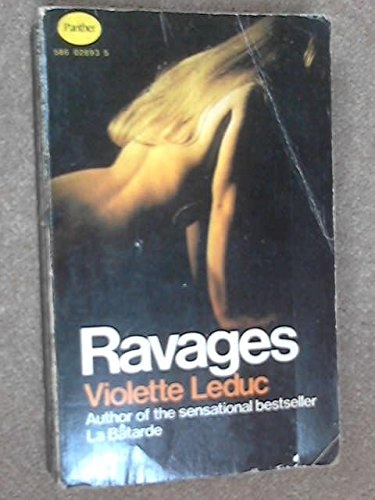 Panther
586 02893 5
Ravages
Violette Leduc
Author of the sensational bestseller
La Bâtarde